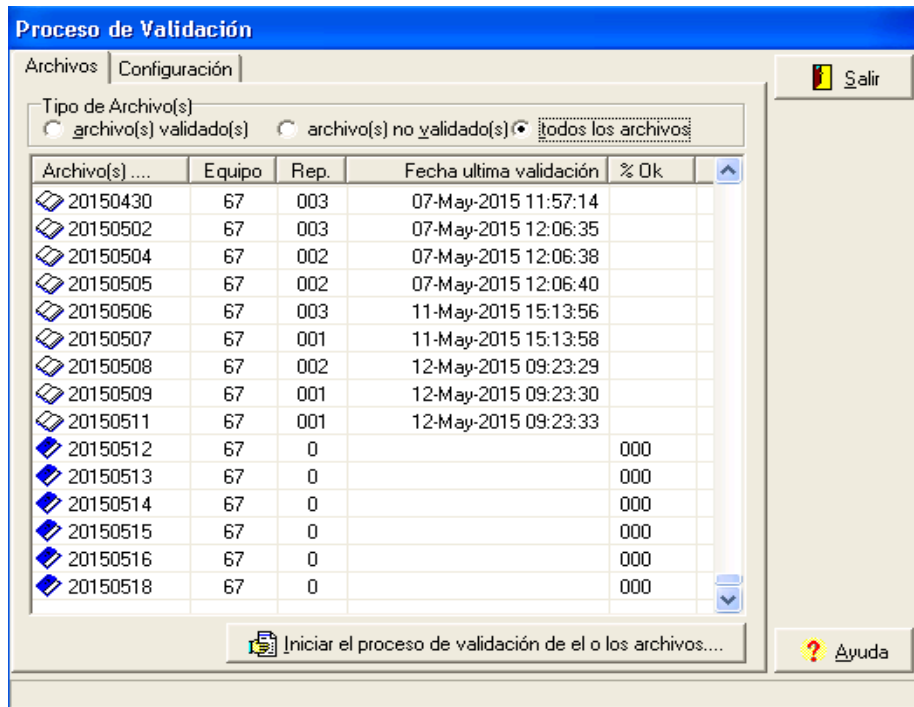 Proceso de Validación
Archivos Configuración
Salir
Tipo de Archivo(s)
archivo(s) validado(s) archivo(s) no validado(s) todos los archivos
Archivo(s) .... Equipo Rep. Fecha ultima validación % Ok
20150430 67 003 07-May-2015 11:57:14
20150502 67 003 07-May-2015 12:06:35
20150504 67 002 07-May-2015 12:06:38
20150505 67 002 07-May-2015 12:06:40
20150506 67 003 11-May-2015 15:13:56
20150507 67 001 11-May-2015 15:13:58
20150508 67 002 12-May-2015 09:23:29
20150509 67 001 12-May-2015 09:23:30
20150511 67 001 12-May-2015 09:23:33
20150512 67 0 000
20150513 67 0 000
20150514 67 0 000
20150515 67 0 000
20150516 67 0 000
20150518 67 0 000
Iniciar el proceso de validación de el o los archivos....
? Ayuda